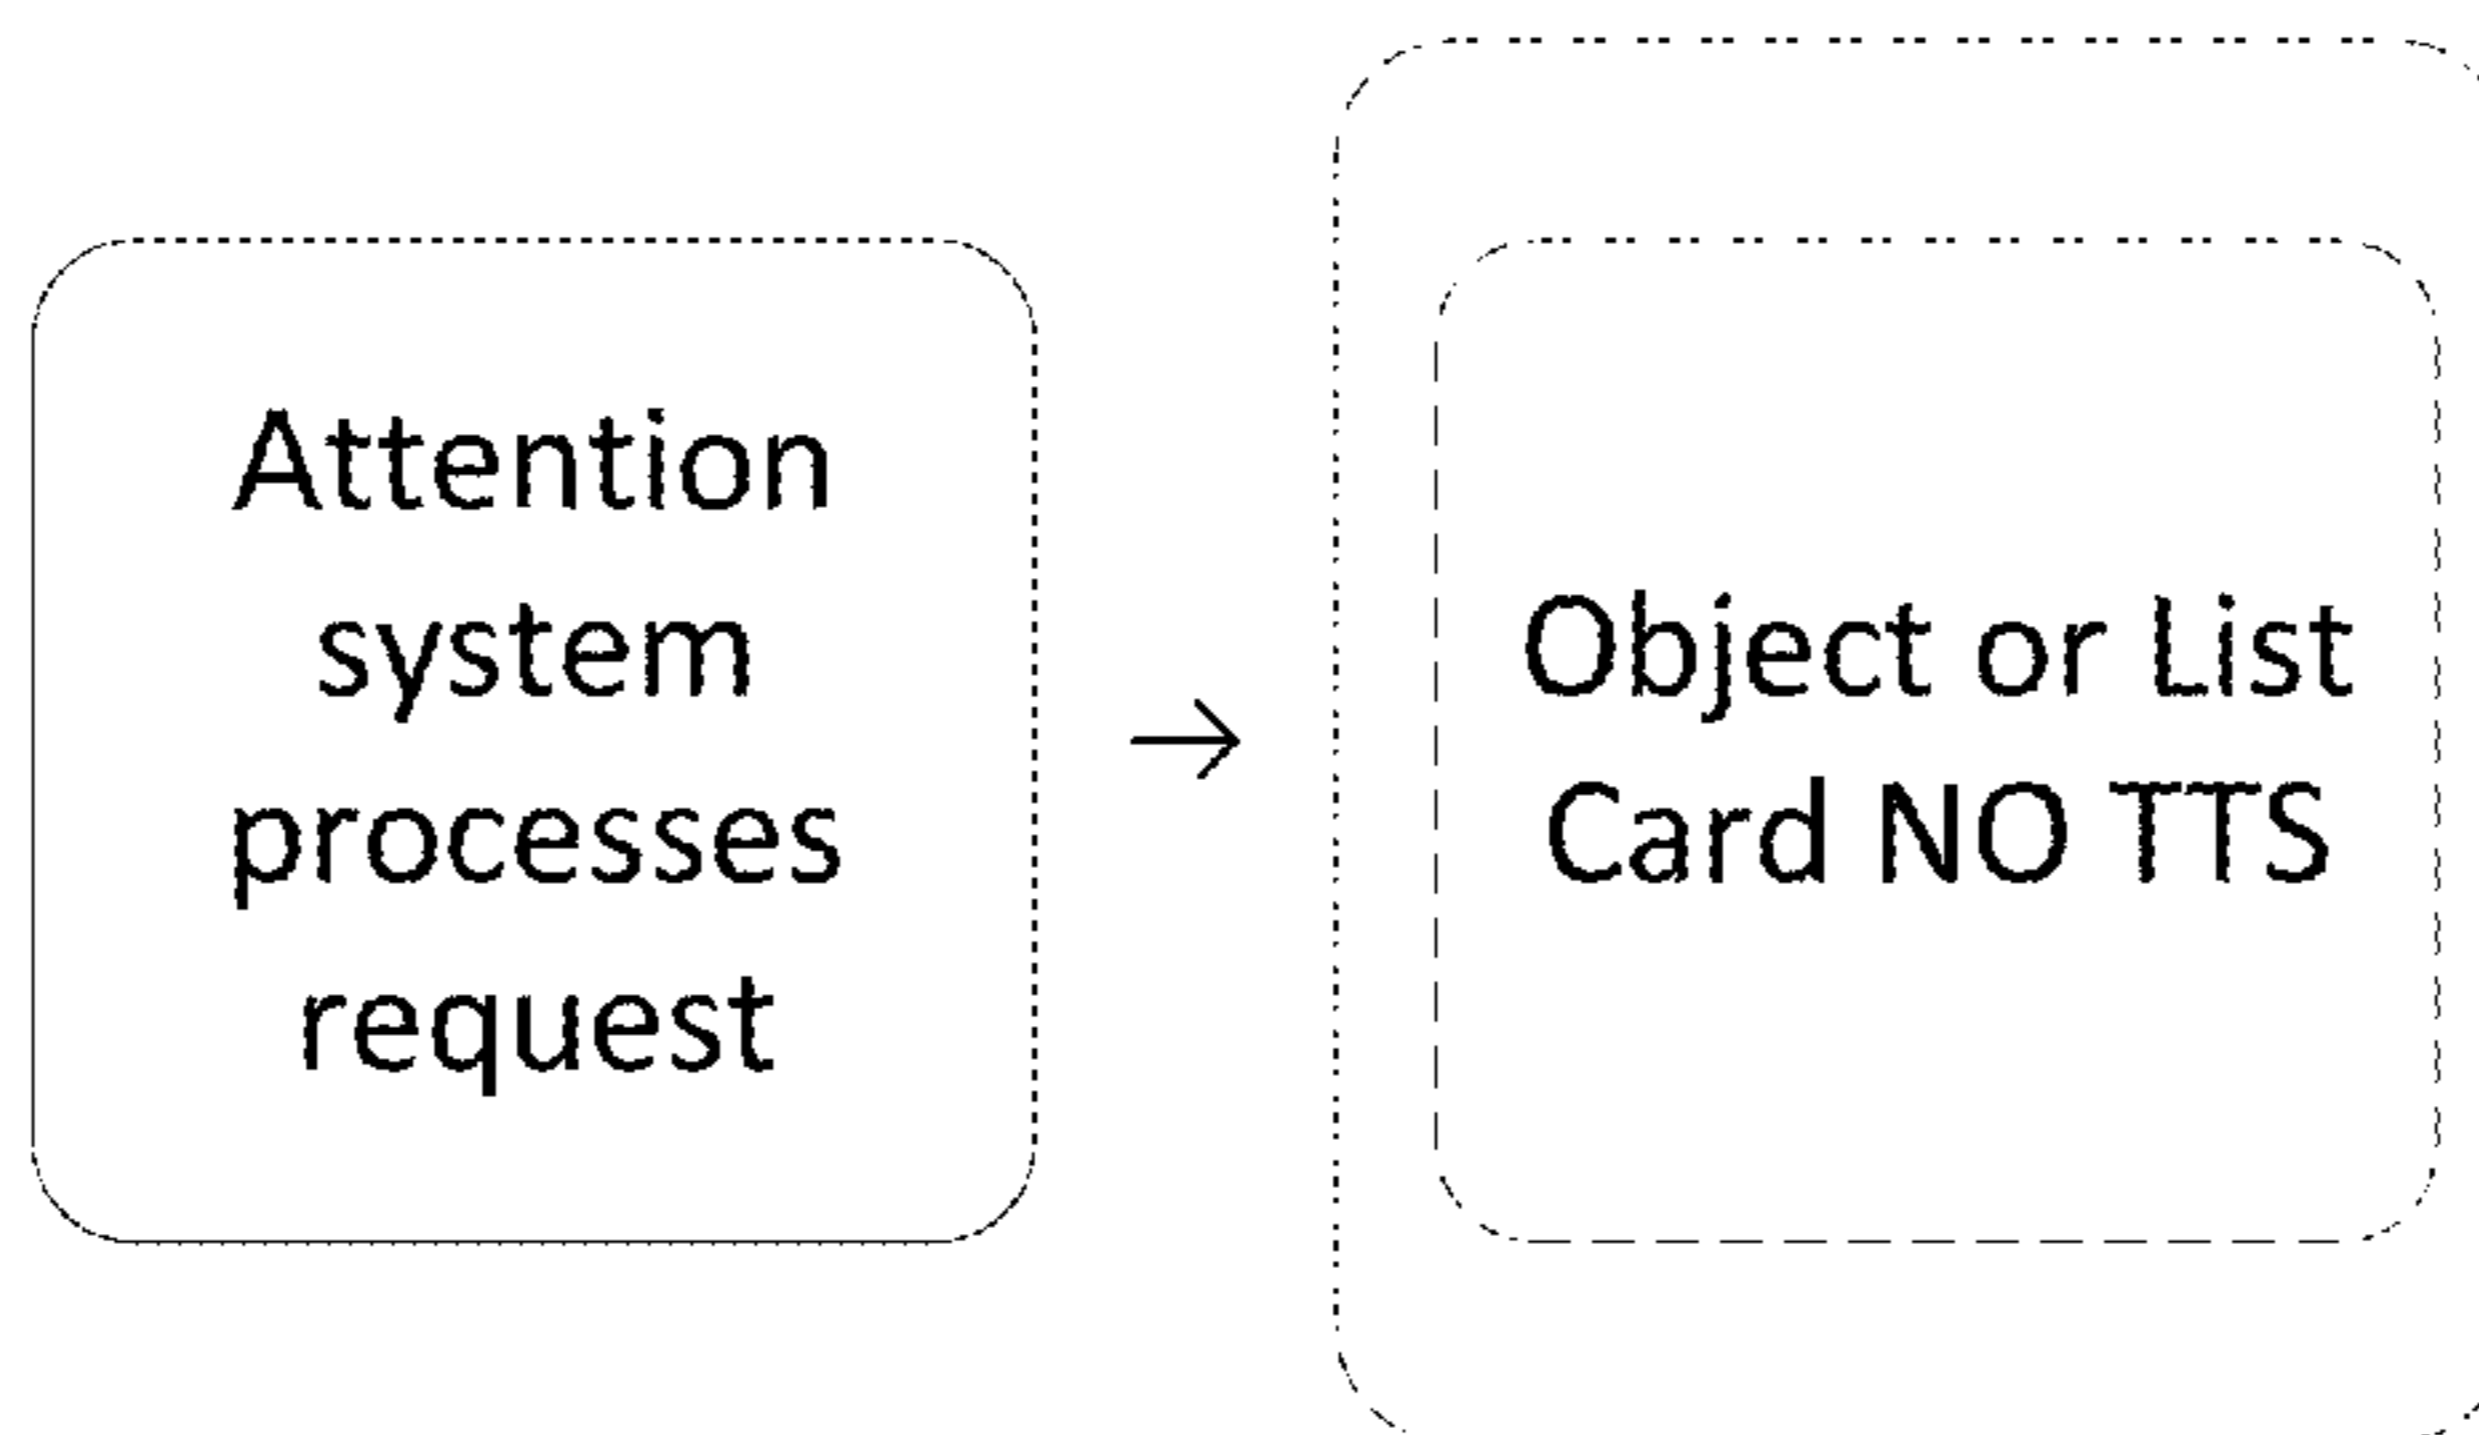 Attention
system
processes
request
→
Object or List
Card NO TTS